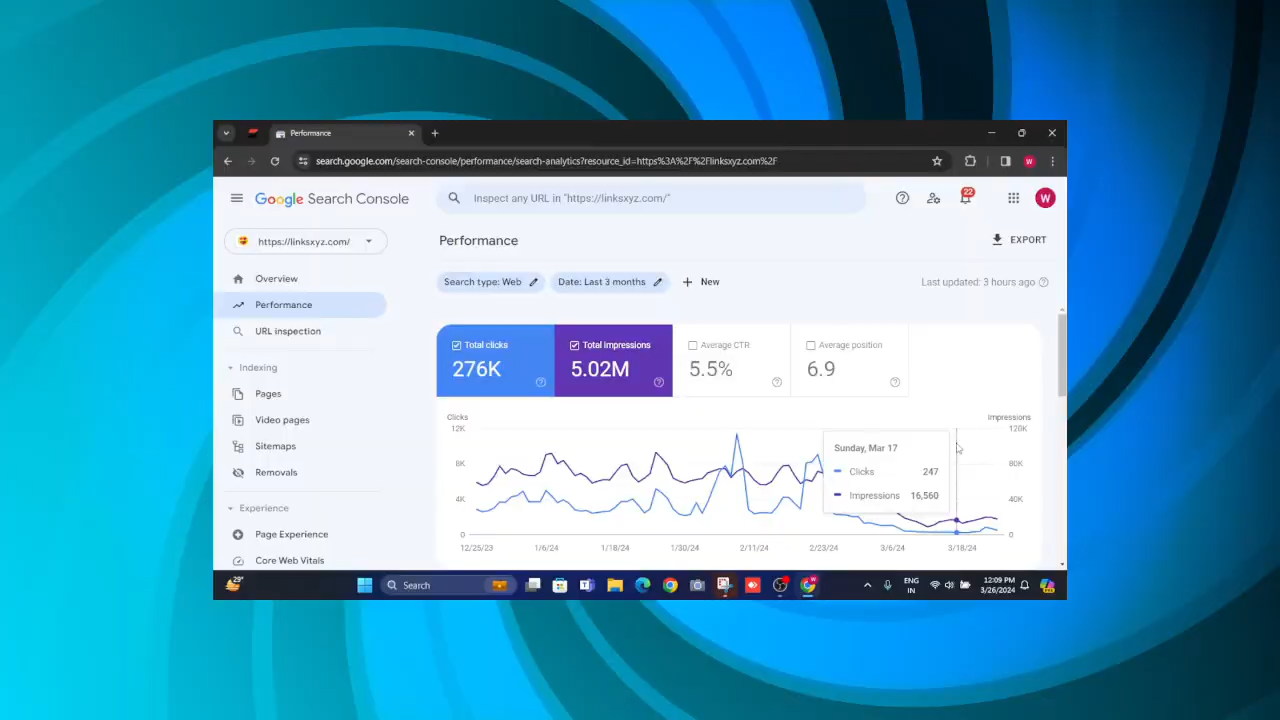 Performance
search.google.com/search-console/performance/search-analytics?resource_id=https%3A%2F%2Flinksxyz.com%2F
W
Google Search Console
Inspect any URL in "https://linksxyz.com/"
22
W
https://linksxyz.com/
Performance
EXPORT
Search type: Web
Date: Last 3 months
New
Last updated: 3 hours ago
Overview
Performance
URL inspection
Indexing
Pages
Video pages
Sitemaps
Removals
Experience
Page Experience
Core Web Vitals
Total clicks
276K
Total impressions
5.02M
Average CTR
5.5%
Average position
6.9
Clicks
Impressions
12K
8K
4K
0
120K
80K
40K
0
Sunday, Mar 17
Clicks 247
Impressions 16,560
12/25/23 1/6/24 1/18/24 1/30/24 2/11/24 2/23/24 3/6/24 3/18/24
29°
Search
ENG
IN
12:09 PM
3/26/2024